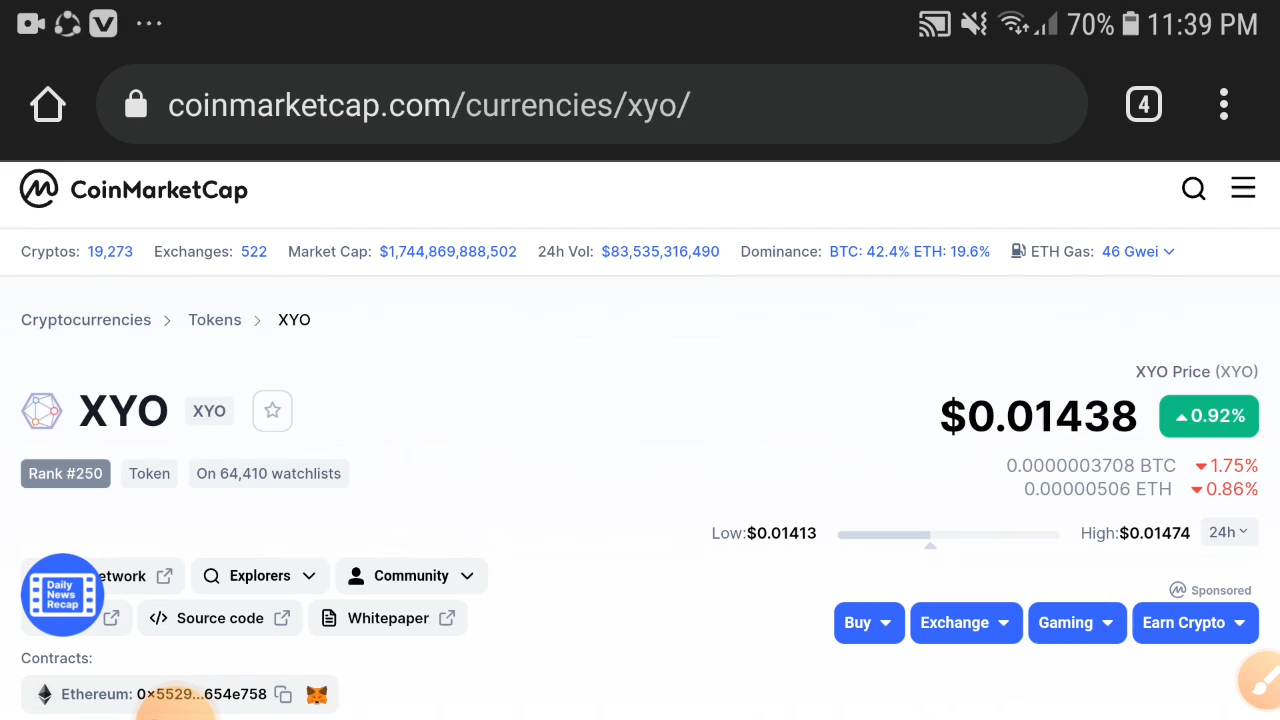 70% 11:39 PM
coinmarketcap.com/currencies/xyo/
4
CoinMarketCap
Cryptos: 19,273 Exchanges: 522 Market Cap: $1,744,869,888,502 24h Vol: $83,535,316,490 Dominance: BTC: 42.4% ETH: 19.6% ETH Gas: 46 Gwei
Cryptocurrencies > Tokens > XYO
XYO Price (XYO)
XYO XYO
$0.01438 0.92%
0.0000003708 BTC 1.75%
0.00000506 ETH 0.86%
Rank #250 Token On 64,410 watchlists
Low:$0.01413 High:$0.01474 24h
etwork Explorers Community
Daily
News
Recap
Sponsored
Source code Whitepaper
Buy Exchange Gaming Earn Crypto
Contracts:
Ethereum: 0x5529...654e758